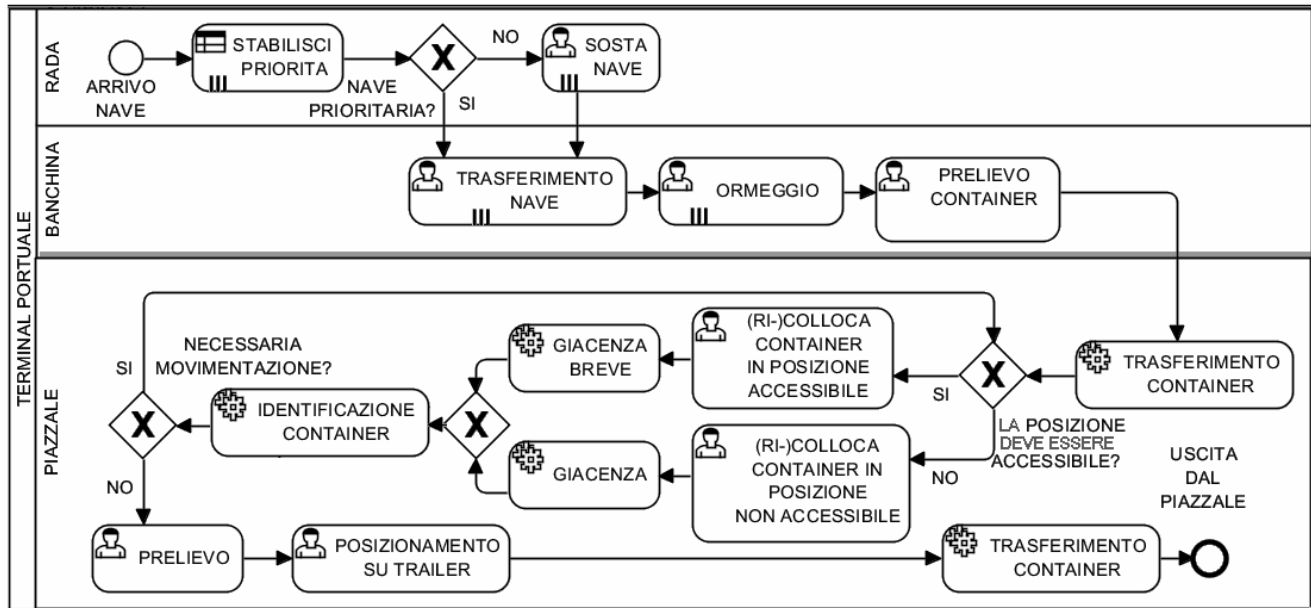 TERMINAL PORTUALE
RADA
ARRIVO
NAVE
STABILISCI
PRIORITA
NAVE
PRIORITARIA?
X
NO
SI
SOSTA
NAVE
BANCHINA
TRASFERIMENTO
NAVE
ORMEGGIO
PRELIEVO
CONTAINER
PIAZZALE
TRASFERIMENTO
CONTAINER
X
LA POSIZIONE
DEVE ESSERE
ACCESSIBILE?
SI
NO
(RI-)COLLOCA
CONTAINER
IN POSIZIONE
ACCESSIBILE
(RI-)COLLOCA
CONTAINER IN
POSIZIONE
NON ACCESSIBILE
GIACENZA
BREVE
GIACENZA
X
IDENTIFICAZIONE
CONTAINER
NECESSARIA
MOVIMENTAZIONE?
X
SI
NO
PRELIEVO
POSIZIONAMENTO
SU TRAILER
TRASFERIMENTO
CONTAINER
USCITA
DAL
PIAZZALE